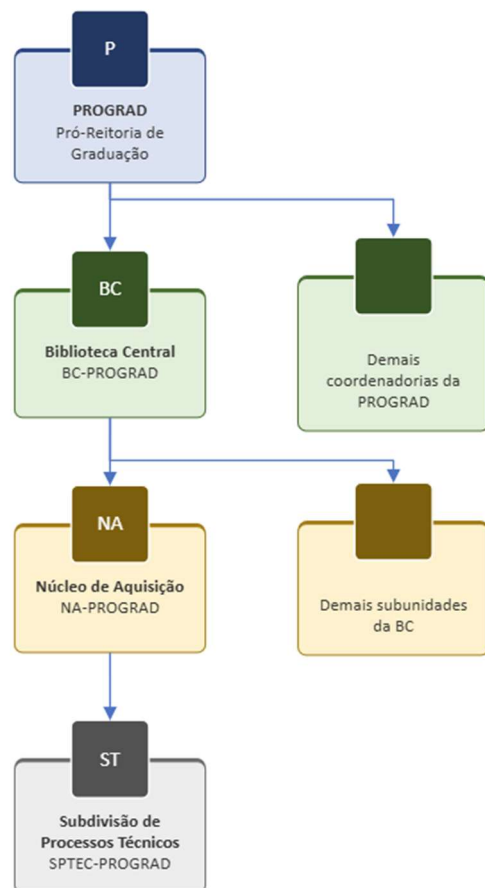 P
PROGRAD
Pró-Reitoria de
Graduação
BC
Biblioteca Central
BC-PROGRAD
Demais
coordenadorias da
PROGRAD
NA
Núcleo de Aquisição
NA-PROGRAD
Demais subunidades
da BC
ST
Subdivisão de
Processos Técnicos
SPTEC-PROGRAD